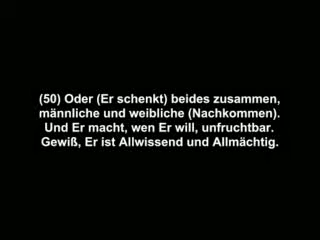 (50) Oder (Er schenkt) beides zusammen,
männliche und weibliche (Nachkommen).
Und Er macht, wen Er will, unfruchtbar.
Gewiß, Er ist Allwissend und Allmächtig.